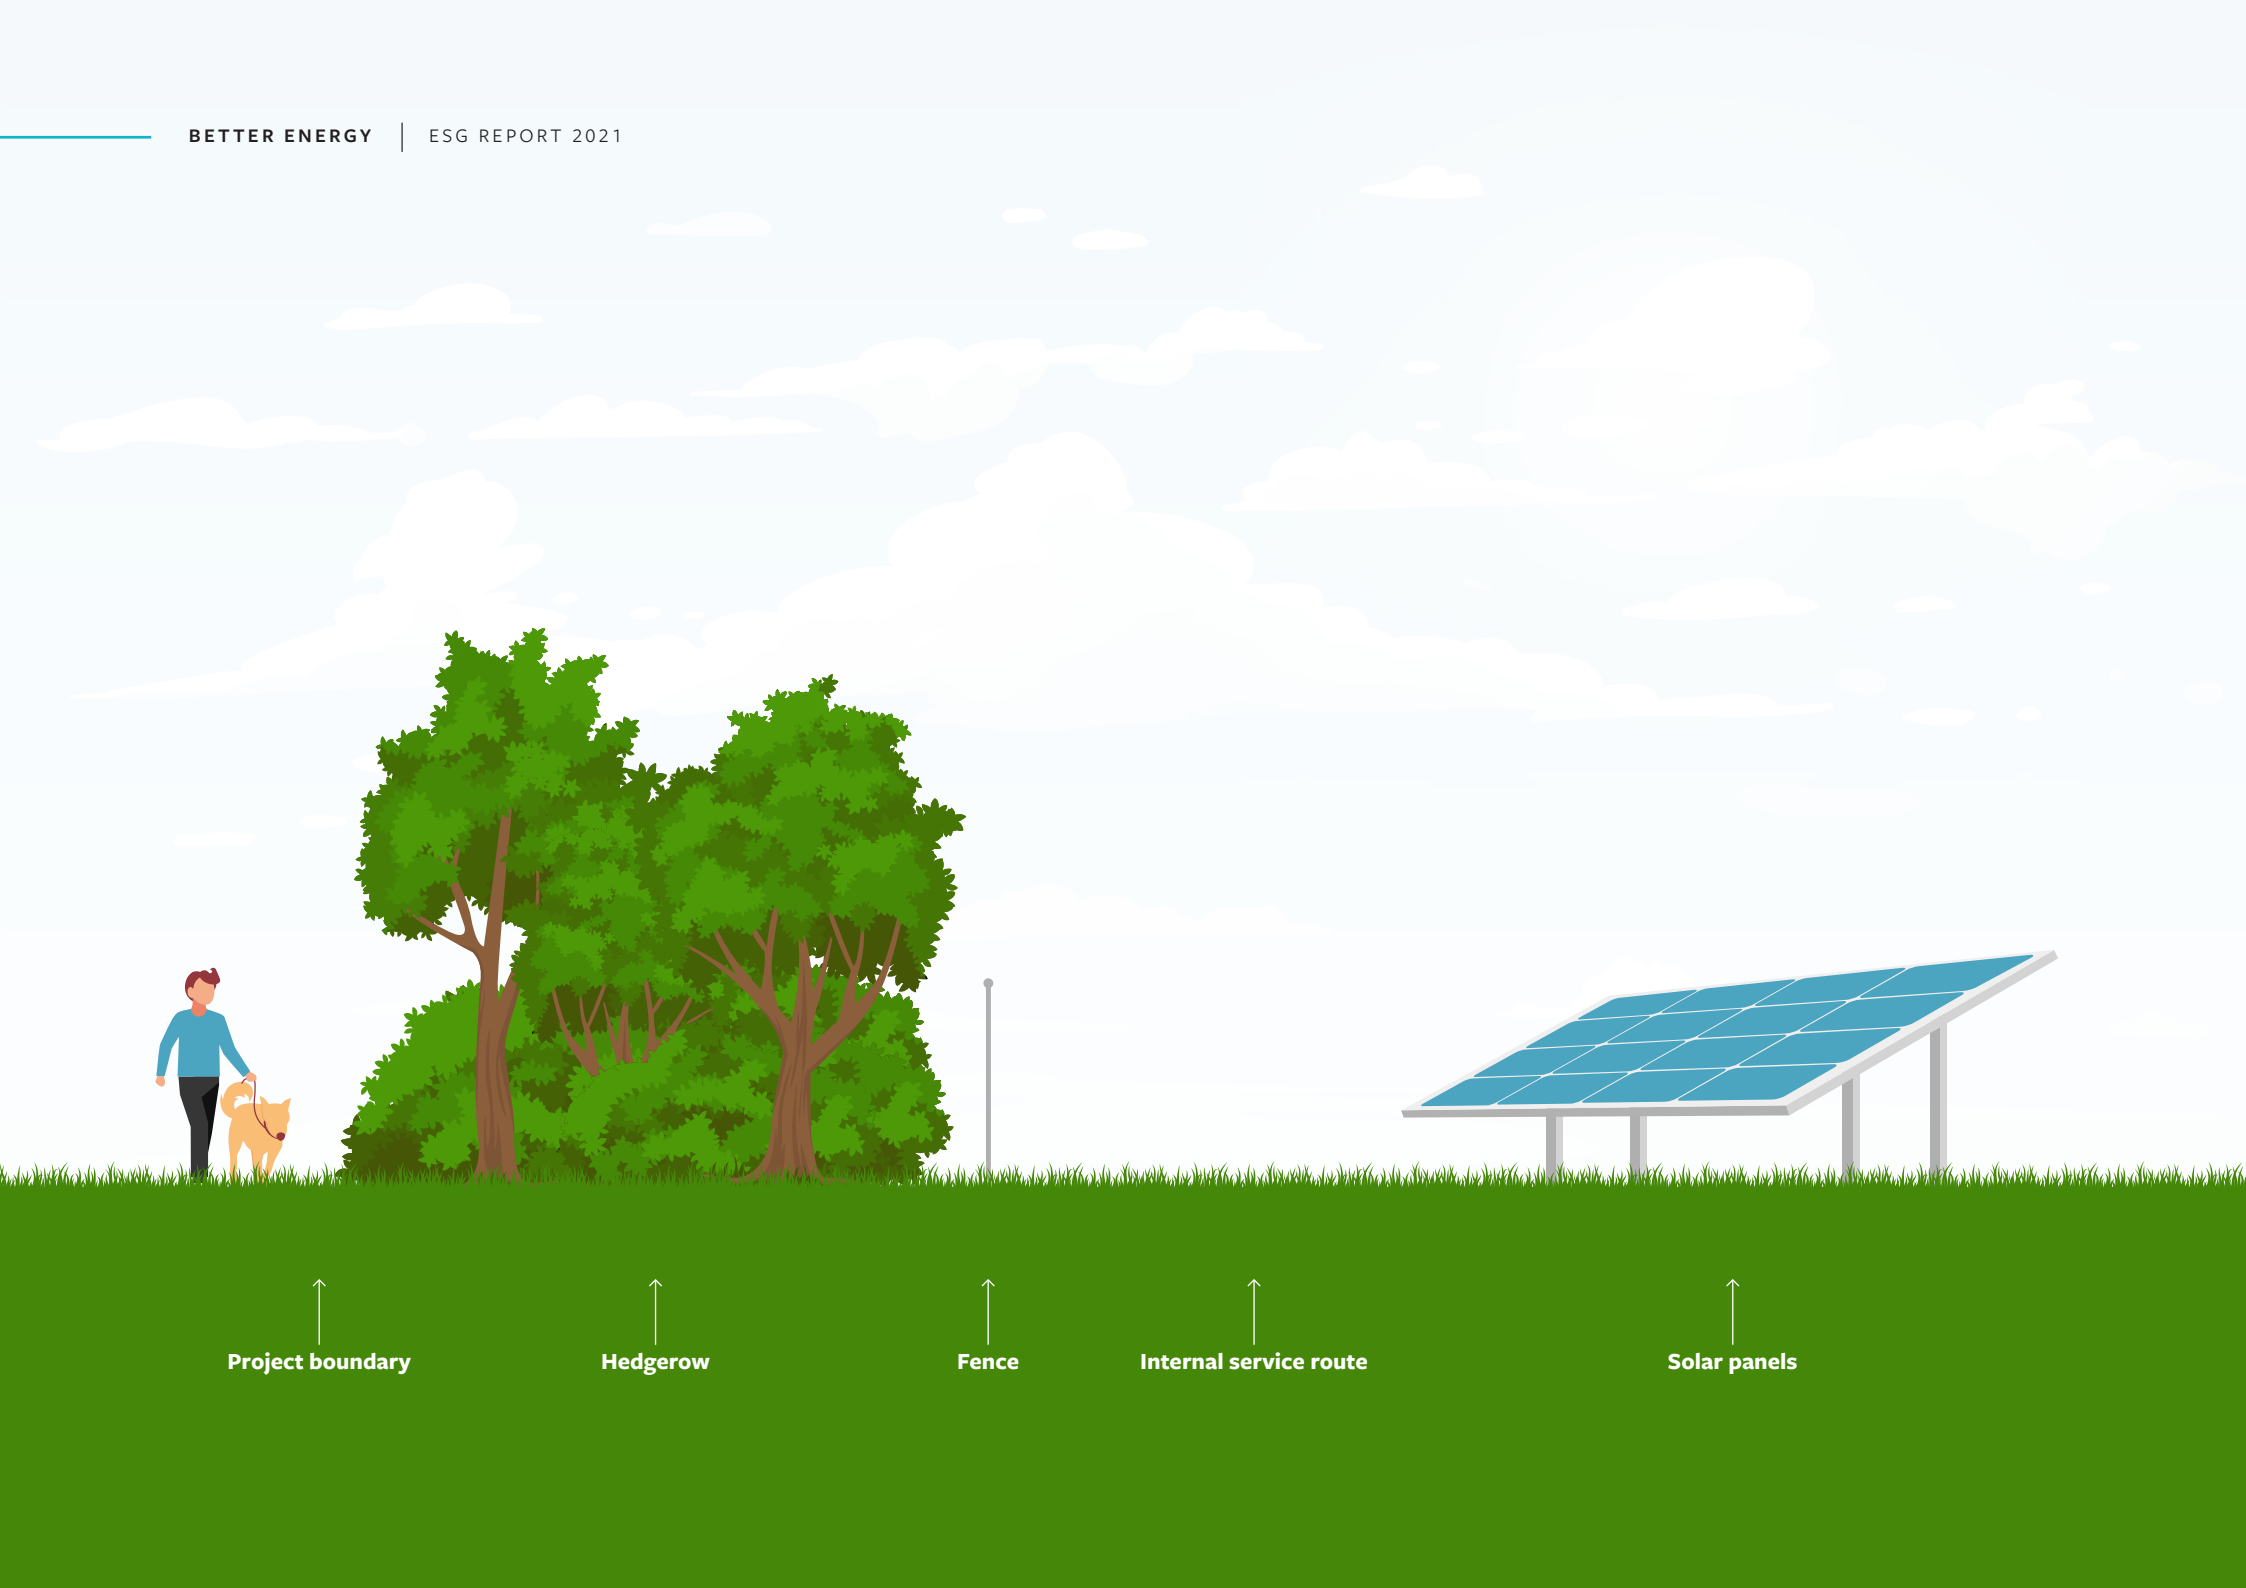 BETTER ENERGY | ESG REPORT 2021
Project boundary
Hedgerow
Fence
Internal service route
Solar panels